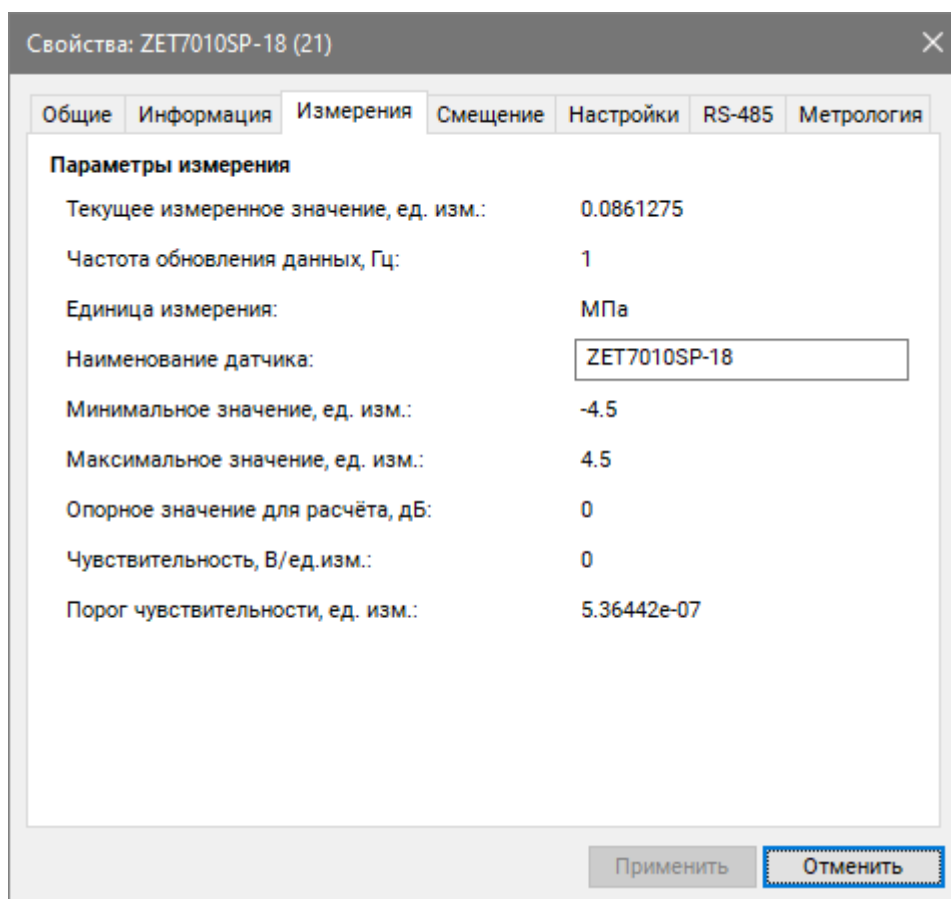 Свойства: ZET7010SP-18 (21)
Общие Информация Измерения Смещение Настройки RS-485 Метрология
Параметры измерения
Текущее измеренное значение, ед. изм.: 0.0861275
Частота обновления данных, Гц: 1
Единица измерения: МПа
Наименование датчика: ZET7010SP-18
Минимальное значение, ед. изм.: -4.5
Максимальное значение, ед. изм.: 4.5
Опорное значение для расчёта, дБ: 0
Чувствительность, В/ед.изм.: 0
Порог чувствительности, ед. изм.: 5.36442e-07
Применить Отменить